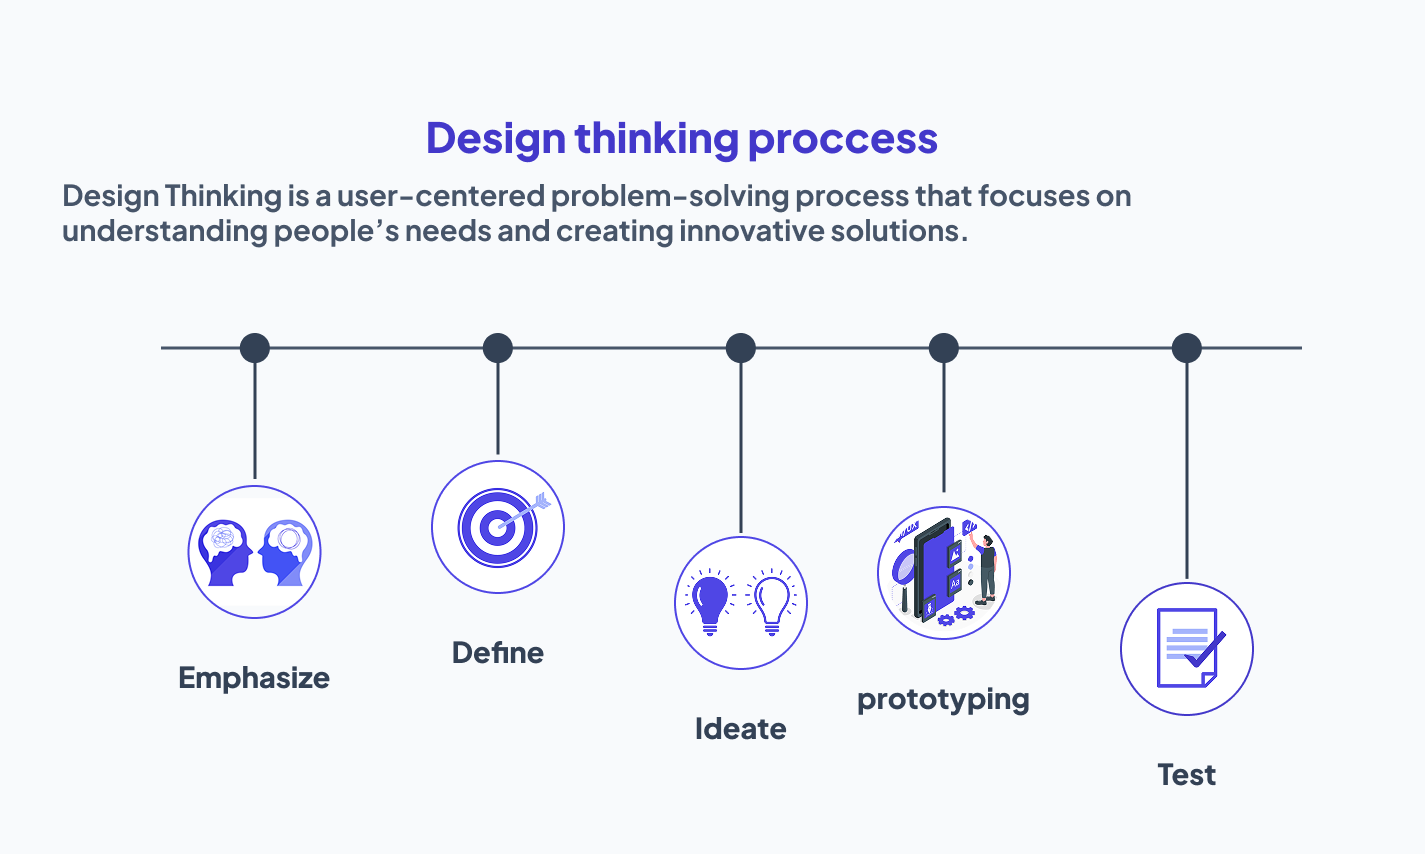 Design thinking proccess
Design Thinking is a user-centered problem-solving process that focuses on
understanding people's needs and creating innovative solutions.
Aa
Emphasize
Define
Ideate
prototyping
Test